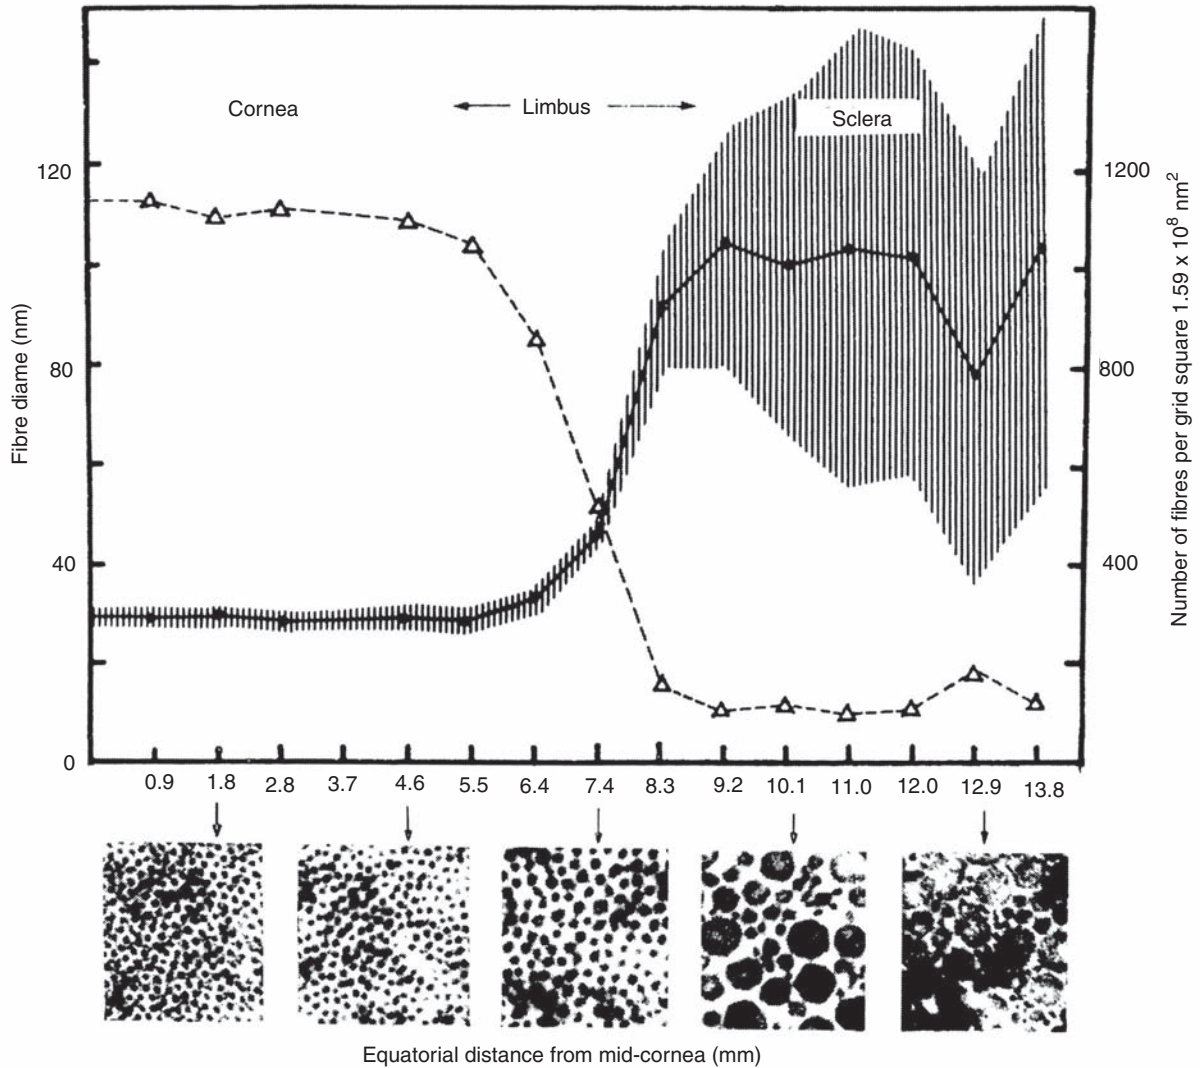 Cornea
Limbus
Sclera
120
80
40
0
Fibre diame (nm)
1200
800
400
Number of fibres per grid square 1.59 x 10⁸ nm²
0.9 1.8 2.8 3.7 4.6 5.5 6.4 7.4 8.3 9.2 10.1 11.0 12.0 12.9 13.8
Equatorial distance from mid-cornea (mm)